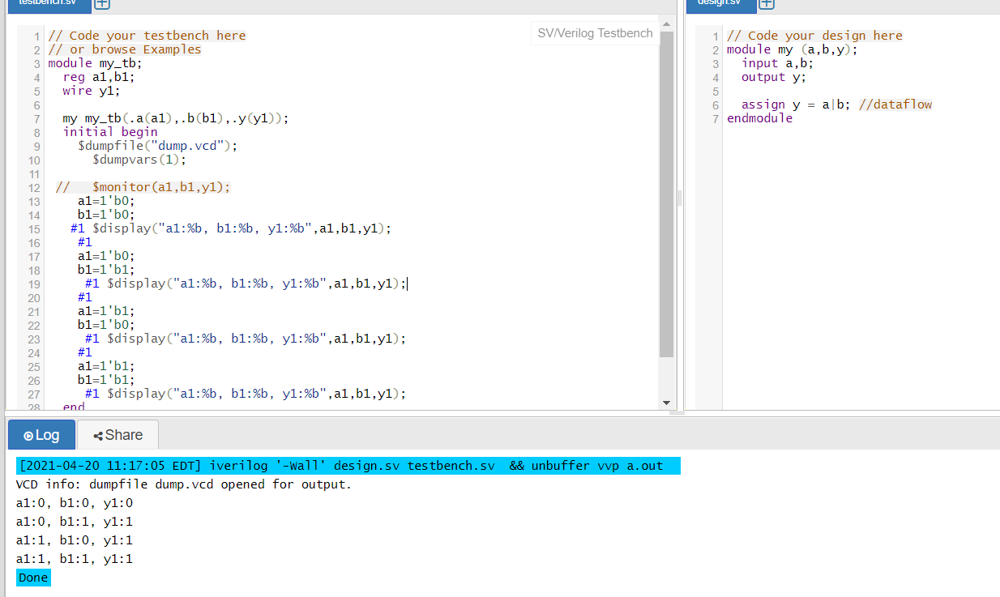 testbench.sv
SV/Verilog Testbench
1 // Code your testbench here
2 // or browse Examples
3 module my_tb;
4   reg a1,b1;
5   wire y1;
6
7   my my_tb(.a(a1),.b(b1),.y(y1));
8   initial begin
9     $dumpfile("dump.vcd");
10       $dumpvars(1);
11
12  //   $monitor(a1,b1,y1);
13     a1=1'b0;
14     b1=1'b0;
15    #1 $display("a1:%b, b1:%b, y1:%b",a1,b1,y1);
16     #1
17     a1=1'b0;
18     b1=1'b1;
19      #1 $display("a1:%b, b1:%b, y1:%b",a1,b1,y1);
20     #1
21     a1=1'b1;
22     b1=1'b0;
23      #1 $display("a1:%b, b1:%b, y1:%b",a1,b1,y1);
24     #1
25     a1=1'b1;
26     b1=1'b1;
27      #1 $display("a1:%b, b1:%b, y1:%b",a1,b1,y1);
28   end
design.sv
1 // Code your design here
2 module my (a,b,y);
3   input a,b;
4   output y;
5
6   assign y = a|b; //dataflow
7 endmodule
Log
Share
[2021-04-20 11:17:05 EDT] iverilog '-Wall' design.sv testbench.sv  && unbuffer vvp a.out
VCD info: dumpfile dump.vcd opened for output.
a1:0, b1:0, y1:0
a1:0, b1:1, y1:1
a1:1, b1:0, y1:1
a1:1, b1:1, y1:1
Done